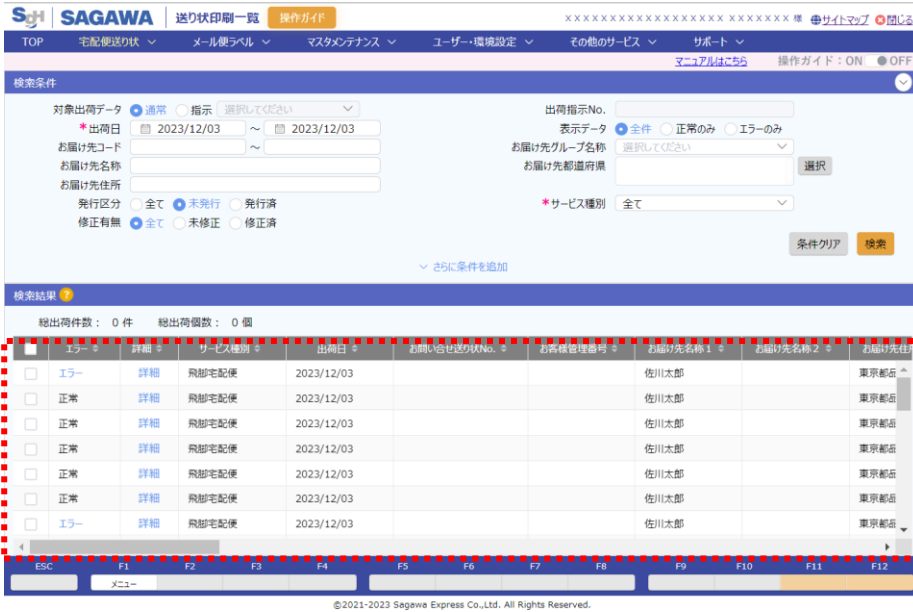 SGH SAGAWA 送り状印刷一覧 操作ガイド xxxxxxxxxxxxxxxxxx xxxxxxx 様 サイトマップ 閉じる
TOP 宅配便送り状 メール便ラベル マスタメンテナンス ユーザー・環境設定 その他のサービス サポート
マニュアルはこちら 操作ガイド：ON OFF
検索条件
対象出荷データ 通常 指示 選択してください 出荷指示No.
*出荷日 2023/12/03 ～ 2023/12/03 表示データ 全件 正常のみ エラーのみ
お届け先コード ～ お届け先グループ名称 選択してください
お届け先名称 お届け先都道府県 選択
お届け先住所
発行区分 全て 未発行 発行済 *サービス種別 全て
修正有無 全て 未修正 修正済
条件クリア 検索
さらに条件を追加
検索結果 ?
総出荷件数： 0 件 総出荷個数： 0 個
エラー 詳細 サービス種別 出荷日 お問い合せ送り状No. お客様管理番号 お届け先名称１ お届け先名称２ お届け先住
エラー 詳細 飛脚宅配便 2023/12/03 佐川太郎 東京都品
正常 詳細 飛脚宅配便 2023/12/03 佐川太郎 東京都品
正常 詳細 飛脚宅配便 2023/12/03 佐川太郎 東京都品
正常 詳細 飛脚宅配便 2023/12/03 佐川太郎 東京都品
正常 詳細 飛脚宅配便 2023/12/03 佐川太郎 東京都品
正常 詳細 飛脚宅配便 2023/12/03 佐川太郎 東京都品
エラー 詳細 飛脚宅配便 2023/12/03 佐川太郎 東京都品
ESC F1 F2 F3 F4 F5 F6 F7 F8 F9 F10 F11 F12
メニュー
©2021-2023 Sagawa Express Co.,Ltd. All Rights Reserved.